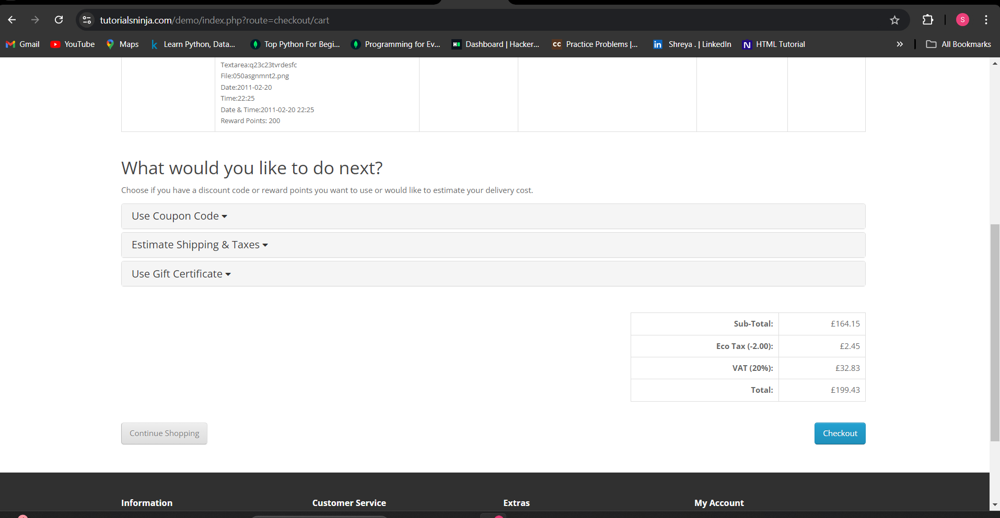 tutorialsninja.com/demo/index.php?route=checkout/cart
S
Gmail
YouTube
Maps
Learn Python, Data...
Top Python For Begi...
Programming for Ev...
Dashboard | Hacker...
CC
Practice Problems |...
Shreya . | LinkedIn
HTML Tutorial
All Bookmarks
Textarea:q23c23tvrdesfc
File:050asgnmnt2.png
Date:2011-02-20
Time:22:25
Date & Time:2011-02-20 22:25
Reward Points: 200
What would you like to do next?
Choose if you have a discount code or reward points you want to use or would like to estimate your delivery cost.
Use Coupon Code
Estimate Shipping & Taxes
Use Gift Certificate
Sub-Total: £164.15
Eco Tax (-2.00): £2.45
VAT (20%): £32.83
Total: £199.43
Continue Shopping
Checkout
Information
Customer Service
Extras
My Account